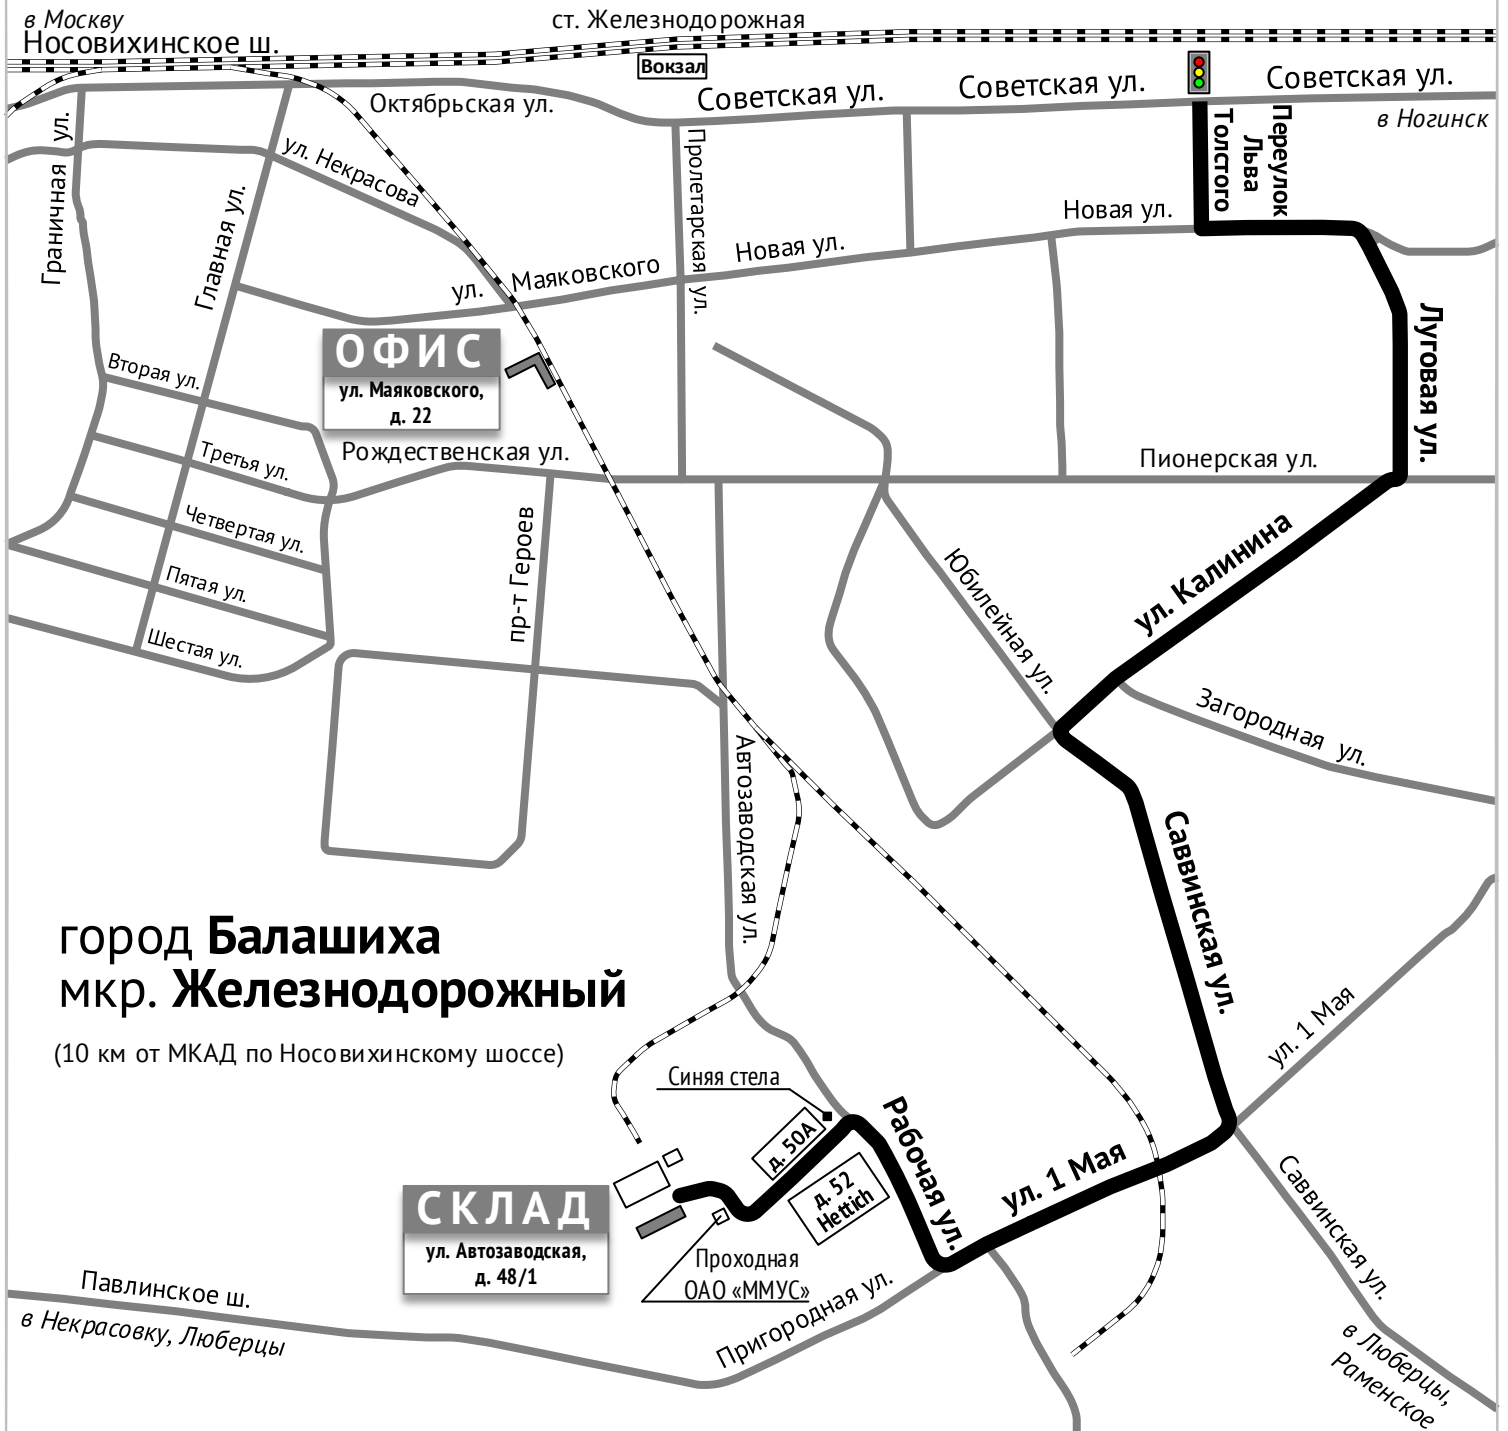 в Москву
Носовихинское ш.
ст. Железнодорожная
Вокзал
Советская ул.
Советская ул.
Советская ул.
в Ногинск
Октябрьская ул.
Переулок
Льва
Толстого
Граничная ул.
ул. Некрасова
Главная ул.
Пролетарская ул.
Новая ул.
Новая ул.
ул. Маяковского
ОФИС
ул. Маяковского,
д. 22
Луговая ул.
Вторая ул.
Третья ул.
Рождественская ул.
Пионерская ул.
Четвертая ул.
пр-т Героев
Пятая ул.
Шестая ул.
Юбилейная ул.
ул. Калинина
Загородная ул.
Автозаводская ул.
Саввинская ул.
город Балашиха
мкр. Железнодорожный
(10 км от МКАД по Носовихинскому шоссе)
ул. 1 Мая
Синяя стела
д. 50А
Рабочая ул.
д. 52
Hettich
ул. 1 Мая
Саввинская ул.
СКЛАД
ул. Автозаводская,
д. 48/1
Проходная
ОАО «ММУС»
Пригородная ул.
Павлинское ш.
в Некрасовку, Люберцы
в Люберцы,
Раменское